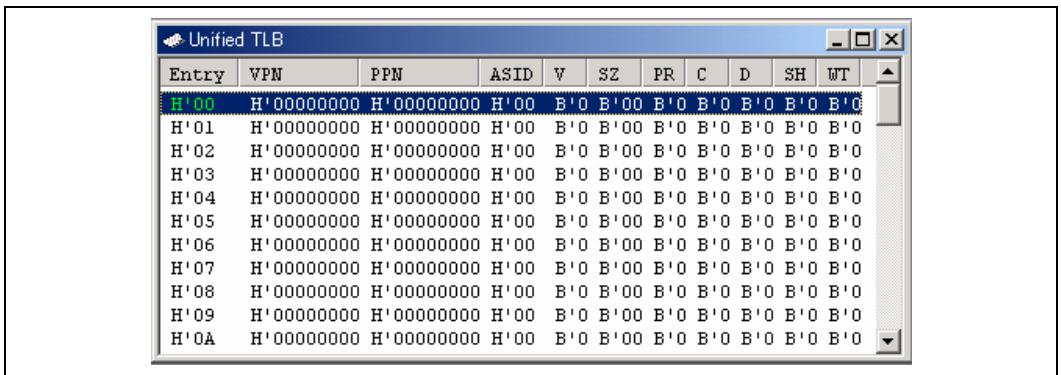 Unified TLB
Entry VPN PPN ASID V SZ PR C D SH WT
H'00 H'00000000 H'00000000 H'00 B'0 B'00 B'0 B'0 B'0 B'0 B'0
H'01 H'00000000 H'00000000 H'00 B'0 B'00 B'0 B'0 B'0 B'0 B'0
H'02 H'00000000 H'00000000 H'00 B'0 B'00 B'0 B'0 B'0 B'0 B'0
H'03 H'00000000 H'00000000 H'00 B'0 B'00 B'0 B'0 B'0 B'0 B'0
H'04 H'00000000 H'00000000 H'00 B'0 B'00 B'0 B'0 B'0 B'0 B'0
H'05 H'00000000 H'00000000 H'00 B'0 B'00 B'0 B'0 B'0 B'0 B'0
H'06 H'00000000 H'00000000 H'00 B'0 B'00 B'0 B'0 B'0 B'0 B'0
H'07 H'00000000 H'00000000 H'00 B'0 B'00 B'0 B'0 B'0 B'0 B'0
H'08 H'00000000 H'00000000 H'00 B'0 B'00 B'0 B'0 B'0 B'0 B'0
H'09 H'00000000 H'00000000 H'00 B'0 B'00 B'0 B'0 B'0 B'0 B'0
H'0A H'00000000 H'00000000 H'00 B'0 B'00 B'0 B'0 B'0 B'0 B'0